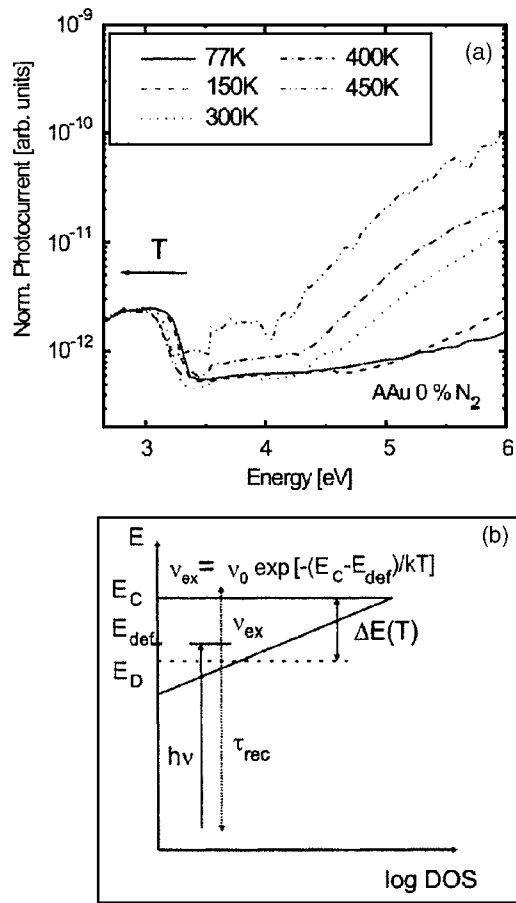 (a)
77K
150K
300K
400K
450K
10⁻⁹
10⁻¹⁰
10⁻¹¹
10⁻¹²
Norm. Photocurrent [arb. units]
T
AAu 0 % N₂
3 4 5 6
Energy [eV]
(b)
E
ν_ex = ν₀ exp [-(E_C-E_def)/kT]
E_C
E_def
ν_ex
ΔE(T)
E_D
hν
τ_rec
log DOS